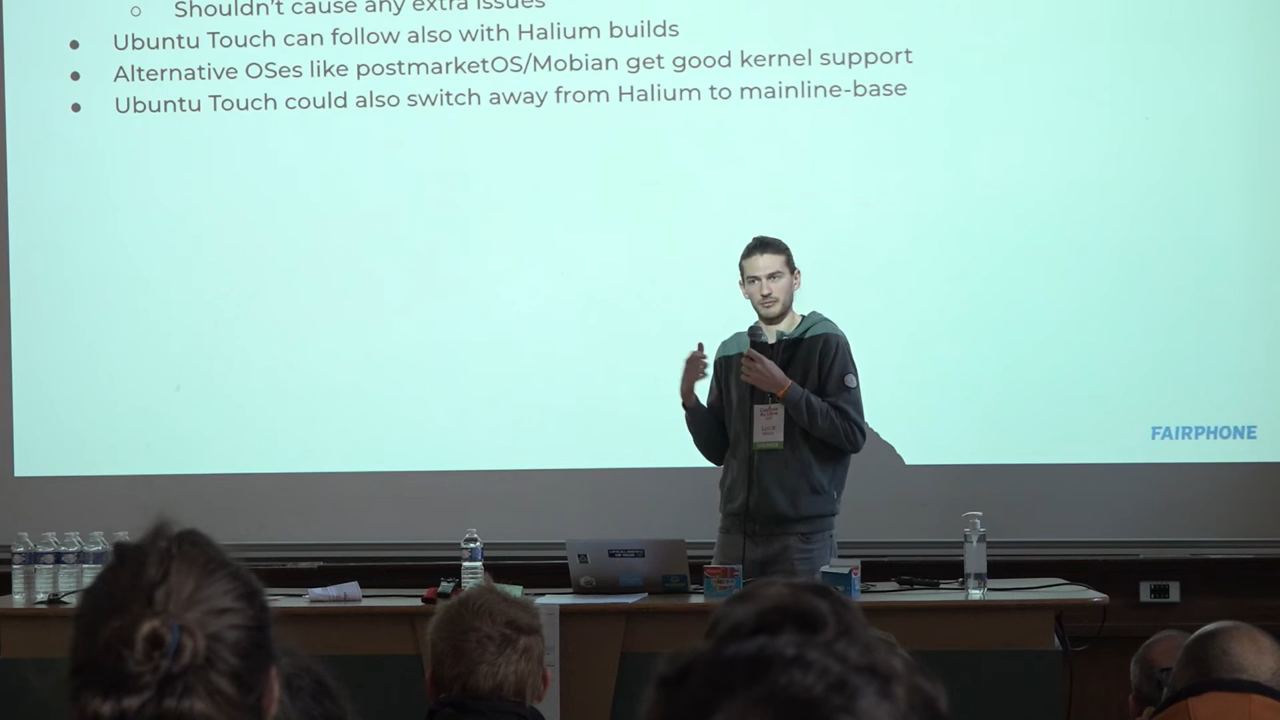 Shouldn't cause any extra issues
Ubuntu Touch can follow also with Halium builds
Alternative OSes like postmarketOS/Mobian get good kernel support
Ubuntu Touch could also switch away from Halium to mainline-base
FAIRPHONE